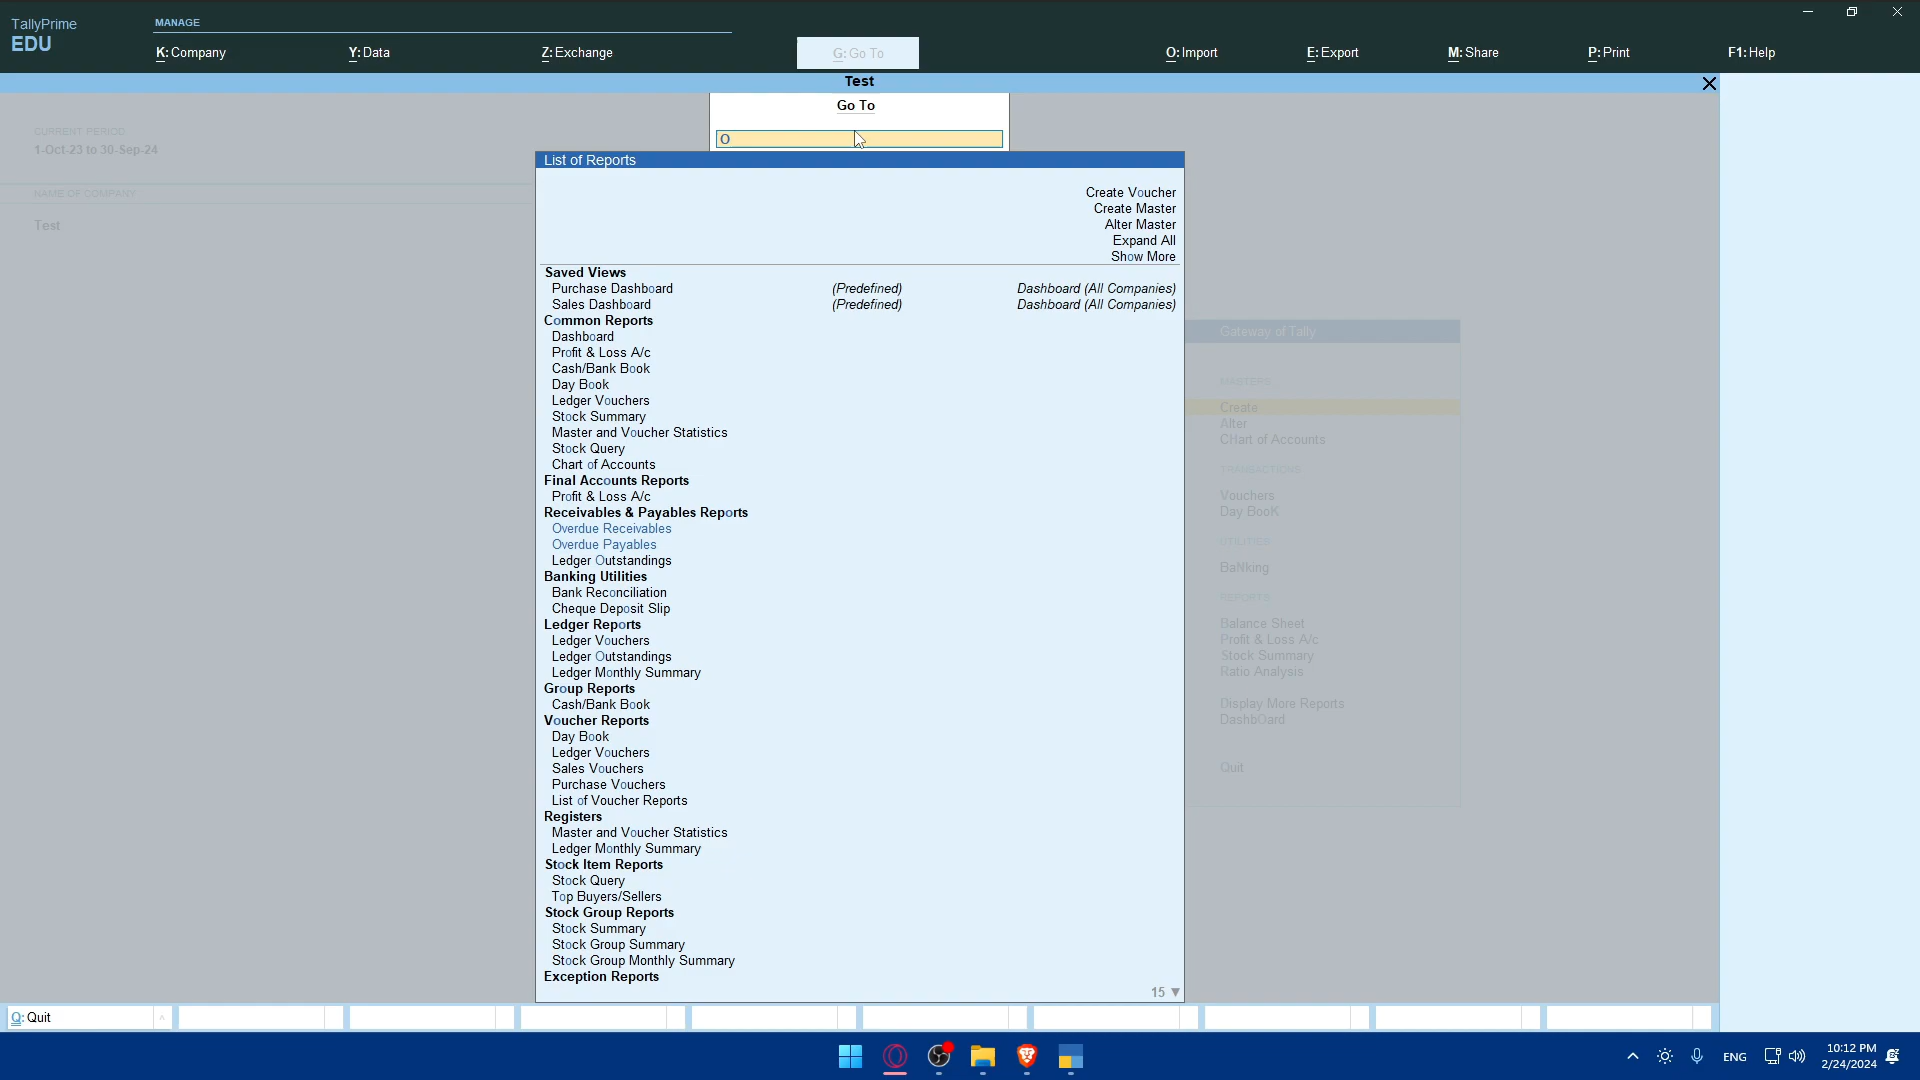 TallyPrime
EDU
MANAGE
K: Company
Y: Data
Z: Exchange
G: Go To
O: Import
E: Export
M: Share
P: Print
F1: Help
Test
Go To
O
CURRENT PERIOD
1-Oct-23 to 30-Sep-24
NAME OF COMPANY
Test
List of Reports
Create Voucher
Create Master
Alter Master
Expand All
Show More
Saved Views
Purchase Dashboard (Predefined) Dashboard (All Companies)
Sales Dashboard (Predefined) Dashboard (All Companies)
Common Reports
Dashboard
Profit & Loss A/c
Cash/Bank Book
Day Book
Ledger Vouchers
Stock Summary
Master and Voucher Statistics
Stock Query
Chart of Accounts
Final Accounts Reports
Profit & Loss A/c
Receivables & Payables Reports
Overdue Receivables
Overdue Payables
Ledger Outstandings
Banking Utilities
Bank Reconciliation
Cheque Deposit Slip
Ledger Reports
Ledger Vouchers
Ledger Outstandings
Ledger Monthly Summary
Group Reports
Cash/Bank Book
Voucher Reports
Day Book
Ledger Vouchers
Sales Vouchers
Purchase Vouchers
List of Voucher Reports
Registers
Master and Voucher Statistics
Ledger Monthly Summary
Stock Item Reports
Stock Query
Top Buyers/Sellers
Stock Group Reports
Stock Summary
Stock Group Summary
Stock Group Monthly Summary
Exception Reports
15 ▼
Gateway of Tally
MASTERS
Create
Alter
CHart of Accounts
TRANSACTIONS
Vouchers
Day BooK
UTILITIES
BaNking
REPORTS
Balance Sheet
Profit & Loss A/c
Stock Summary
Ratio Analysis
Display More Reports
DashbOard
Quit
Q: Quit
ENG
10:12 PM
2/24/2024